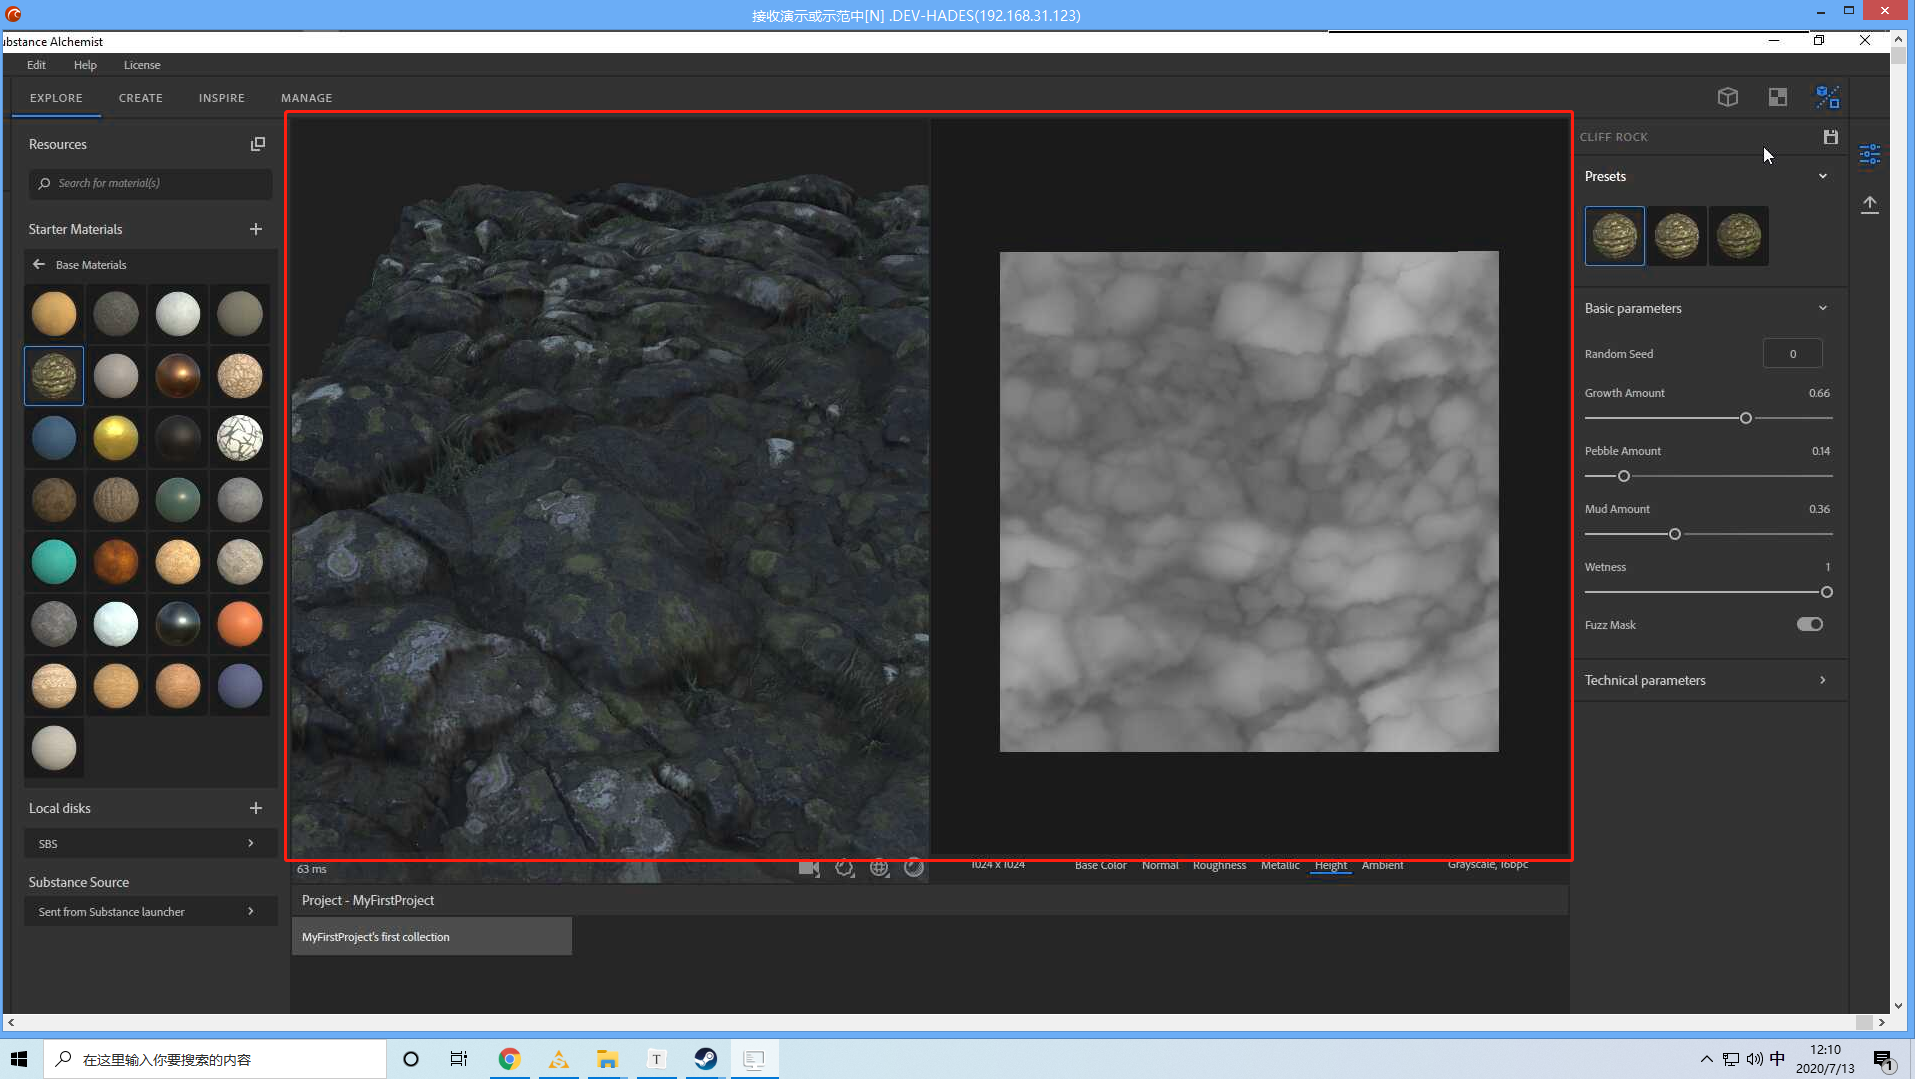 接收演示或示范中[N] .DEV-HADES(192.168.31.123)
ubstance Alchemist
Edit Help License
EXPLORE CREATE INSPIRE MANAGE
Resources
Search for material(s)
Starter Materials
Base Materials
Local disks
SBS
Substance Source
Sent from Substance launcher
63 ms
1024 x 1024
Base Color Normal Roughness Metallic Height Ambient
Grayscale, 16bpc
Project - MyFirstProject
MyFirstProject's first collection
CLIFF ROCK
Presets
Basic parameters
Random Seed 0
Growth Amount 0.66
Pebble Amount 0.14
Mud Amount 0.36
Wetness 1
Fuzz Mask
Technical parameters
在这里输入你要搜索的内容
T
中
12:10
2020/7/13
1